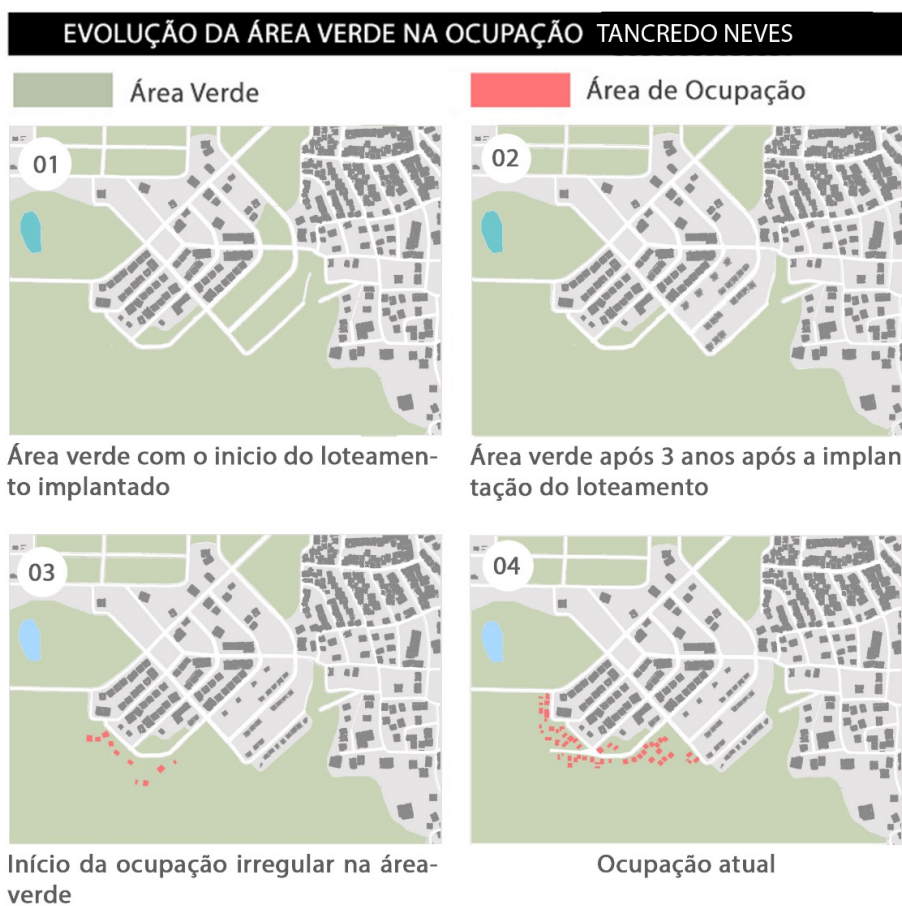 EVOLUÇÃO DA ÁREA VERDE NA OCUPAÇÃO TANCREDO NEVES
Área Verde
Área de Ocupação
01
02
Área verde com o inicio do loteamen-
to implantado
Área verde após 3 anos após a implan
tação do loteamento
03
04
Início da ocupação irregular na área-
verde
Ocupação atual